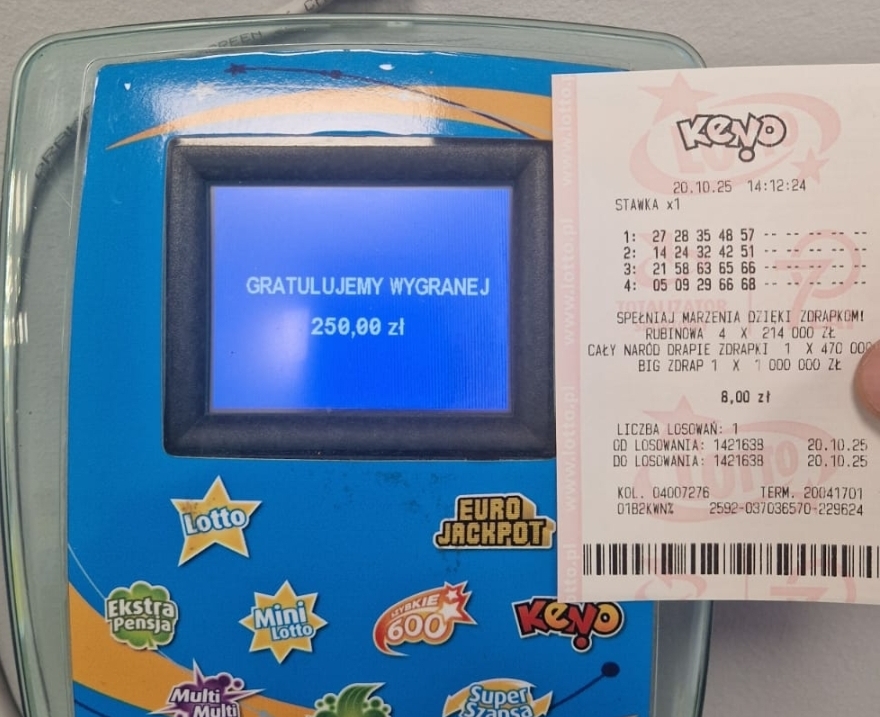 GRATULUJEMY WYGRANEJ
250,00 zł
Lotto
EURO
JACKPOT
Ekstra
Pensja
Mini
Lotto
SZYBKIE
600
KENO
Multi
Multi
Super
Szansa
KENO
20.10.25 14:12:24
STAWKA x1
1: 27 28 35 48 57 -- -- -- -- --
2: 14 24 32 42 51 -- -- -- -- --
3: 21 58 63 65 66 -- -- -- -- --
4: 05 09 29 66 68 -- -- -- -- --
SPEŁNIAJ MARZENIA DZIĘKI ZDRAPKOM!
RUBINOWA 4 X 214 000 ZŁ
CAŁY NARÓD DRAPIE ZDRAPKI 1 X 470 000
BIG ZDRAP 1 X 1 000 000 ZŁ
8,00 zł
LICZBA LOSOWAŃ: 1
OD LOSOWANIA: 1421638 20.10.25
DO LOSOWANIA: 1421638 20.10.25
KOL. 04007276 TERM. 20041701
01B2KWN% 2592-037036570-229624
www.lotto.pl